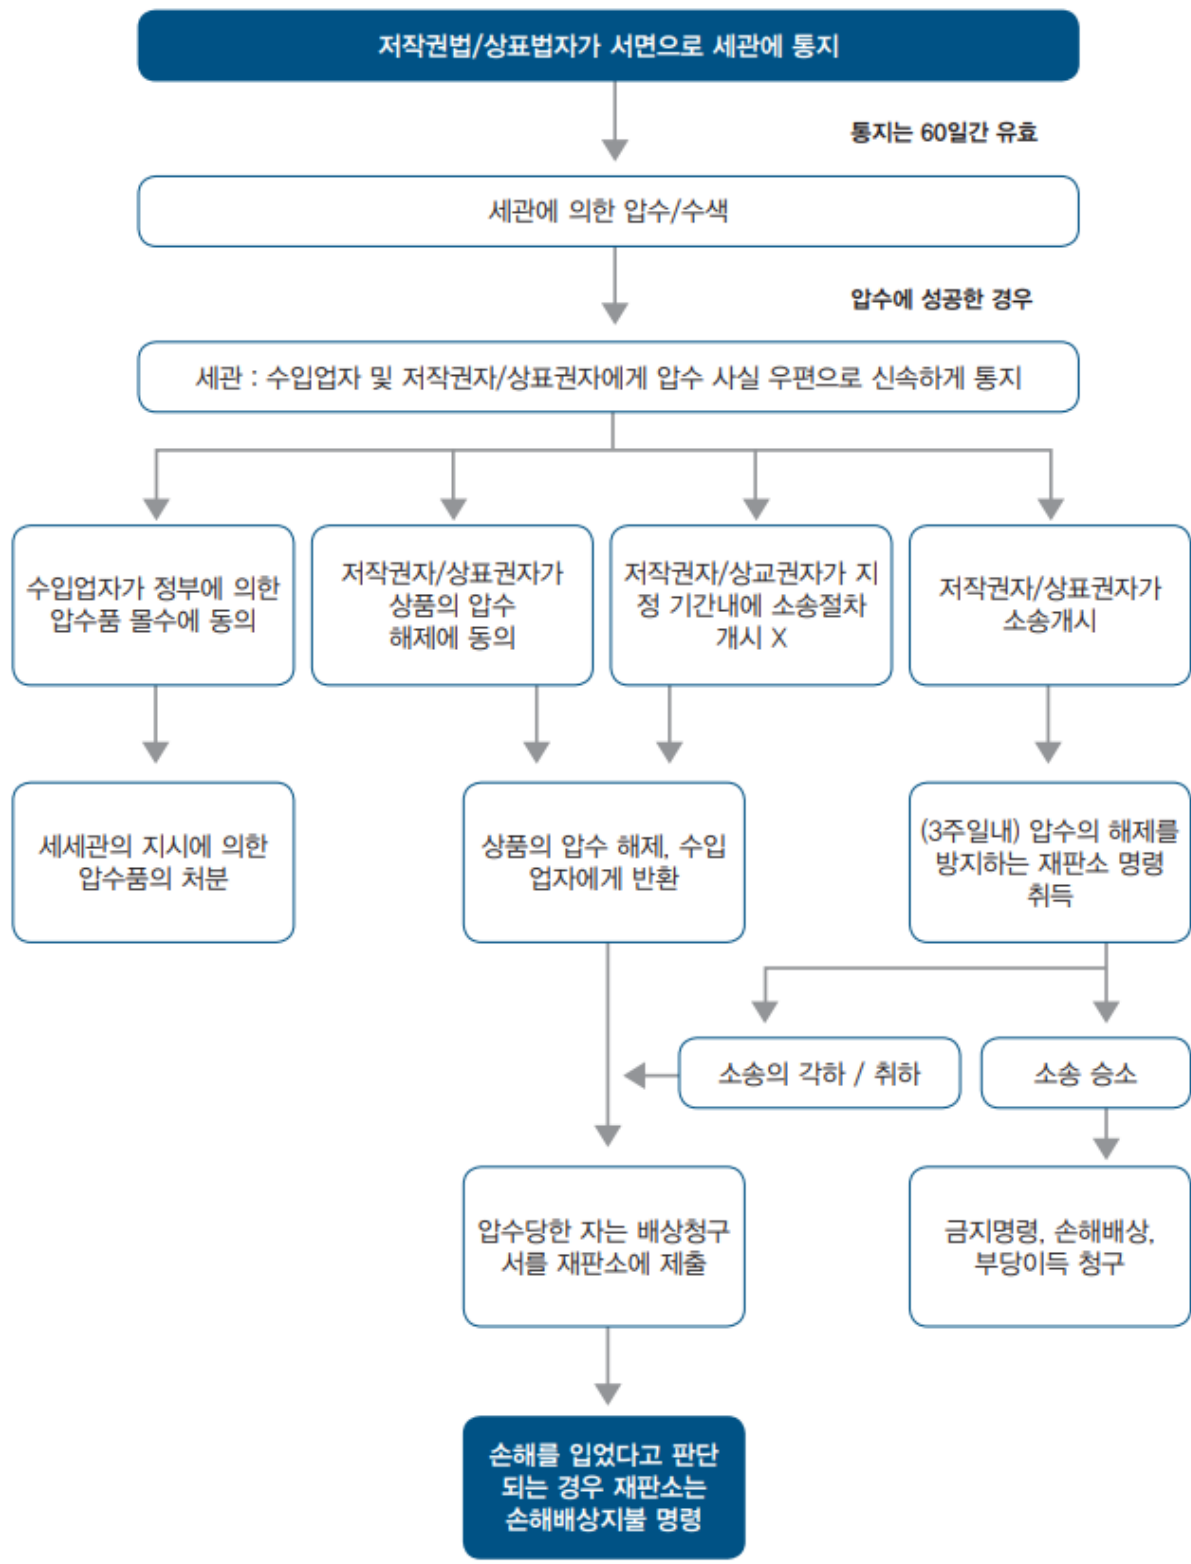 저작권법/상표법자가 서면으로 세관에 통지
통지는 60일간 유효
세관에 의한 압수/수색
압수에 성공한 경우
세관 : 수입업자 및 저작권자/상표권자에게 압수 사실 우편으로 신속하게 통지
수입업자가 정부에 의한
압수품 몰수에 동의
저작권자/상표권자가
상품의 압수
해제에 동의
저작권자/상교권자가 지
정 기간내에 소송절차
개시 X
저작권자/상표권자가
소송개시
세세관의 지시에 의한
압수품의 처분
상품의 압수 해제, 수입
업자에게 반환
(3주일내) 압수의 해제를
방지하는 재판소 명령
취득
소송의 각하 / 취하
소송 승소
압수당한 자는 배상청구
서를 재판소에 제출
금지명령, 손해배상,
부당이득 청구
손해를 입었다고 판단
되는 경우 재판소는
손해배상지불 명령